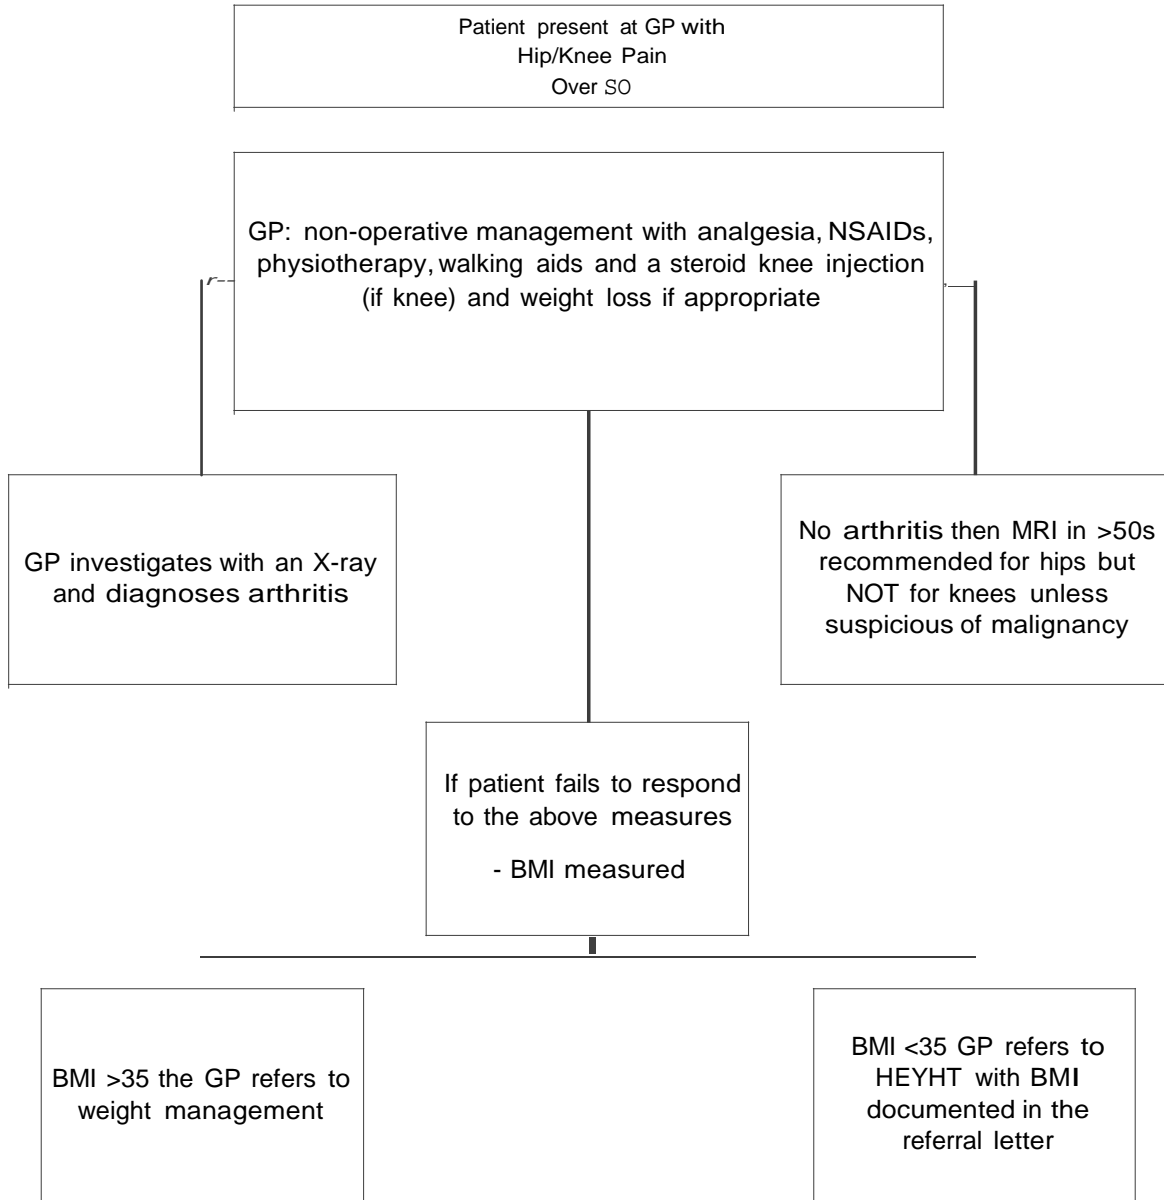 Patient present at GP with
Hip/Knee Pain
Over SO
GP: non-operative management with analgesia, NSAIDs,
physiotherapy, walking aids and a steroid knee injection
(if knee) and weight loss if appropriate
r--
GP investigates with an X-ray
and diagnoses arthritis
No arthritis then MRI in >50s
recommended for hips but
NOT for knees unless
suspicious of malignancy
If patient fails to respond
to the above measures
- BMI measured
BMI >35 the GP refers to
weight management
BMI <35 GP refers to
HEYHT with BMI
documented in the
referral letter